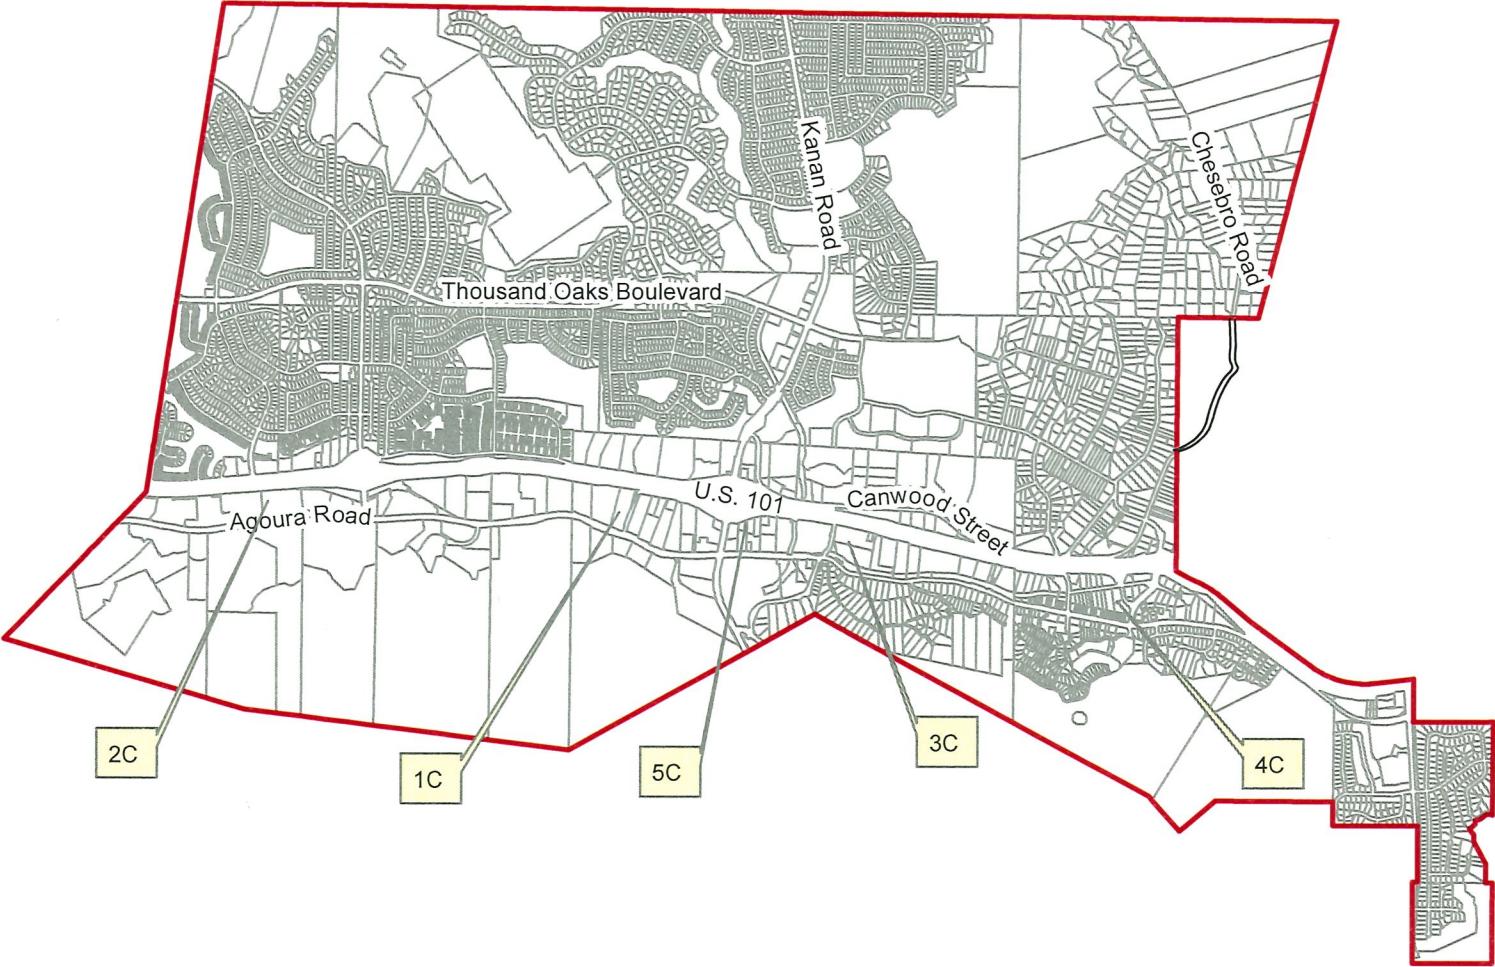 Kanan Road
Chesebro Road
Thousand Oaks Boulevard
U.S. 101
Canwood Street
Agoura Road
2C
1C
5C
3C
4C